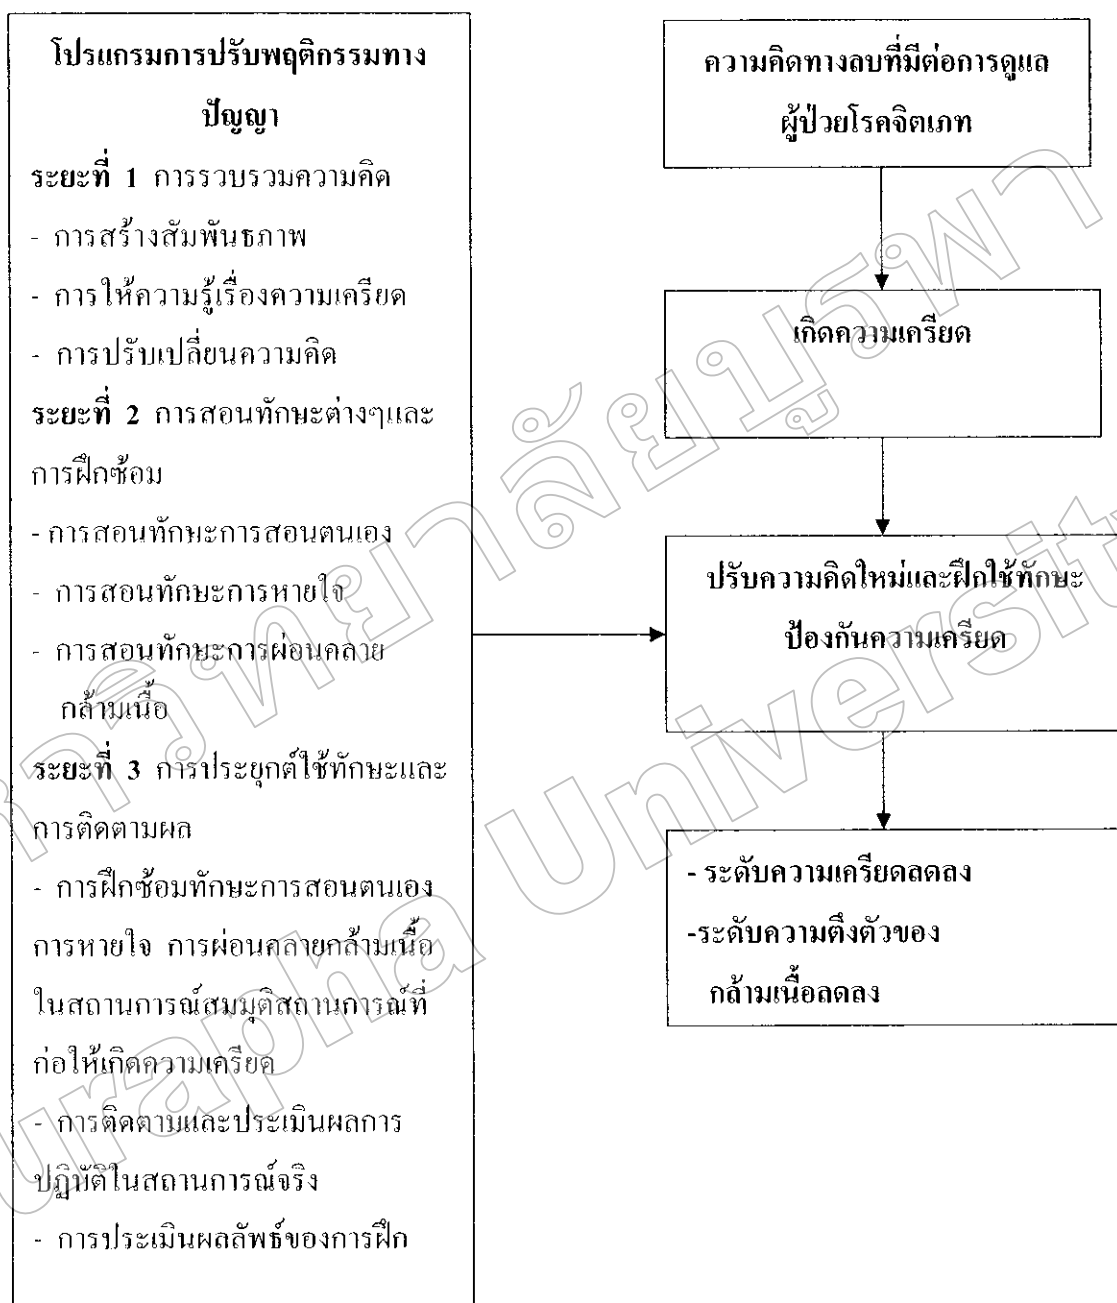 โปรแกรมการปรับพฤติกรรมทาง
ปัญญา
ระยะที่ 1 การรวบรวมความคิด
- การสร้างสัมพันธภาพ
- การให้ความรู้เรื่องความเครียด
- การปรับเปลี่ยนความคิด
ระยะที่ 2 การสอนทักษะต่างๆและ
การฝึกซ้อม
- การสอนทักษะการสอนตนเอง
- การสอนทักษะการหายใจ
- การสอนทักษะการผ่อนคลาย
กล้ามเนื้อ
ระยะที่ 3 การประยุกต์ใช้ทักษะและ
การติดตามผล
- การฝึกซ้อมทักษะการสอนตนเอง
การหายใจ การผ่อนคลายกล้ามเนื้อ
ในสถานการณ์สมมุติสถานการณ์ที่
ก่อให้เกิดความเครียด
- การติดตามและประเมินผลการ
ปฏิบัติในสถานการณ์จริง
- การประเมินผลลัพธ์ของการฝึก
ความคิดทางลบที่มีต่อการดูแล
ผู้ป่วยโรคจิตเภท
เกิดความเครียด
ปรับความคิดใหม่และฝึกใช้ทักษะ
ป้องกันความเครียด
- ระดับความเครียดลดลง
-ระดับความตึงตัวของ
กล้ามเนื้อลดลง
มหาวิทยาลัยบูรพา
Burapha University